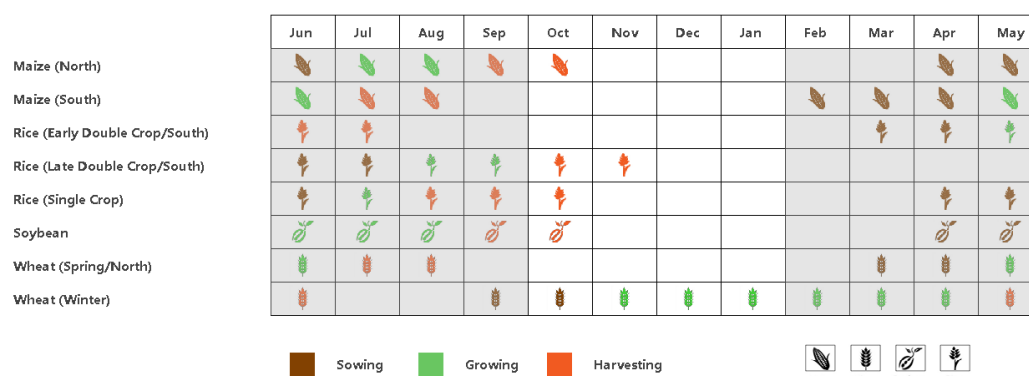 Jun Jul Aug Sep Oct Nov Dec Jan Feb Mar Apr May
Maize (North)
Maize (South)
Rice (Early Double Crop/South)
Rice (Late Double Crop/South)
Rice (Single Crop)
Soybean
Wheat (Spring/North)
Wheat (Winter)
Sowing Growing Harvesting